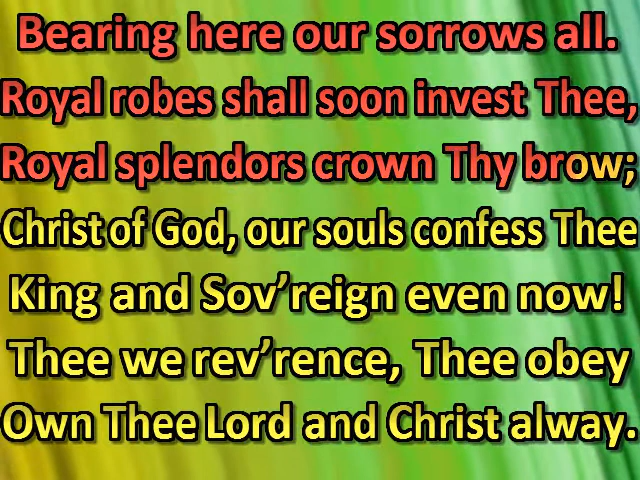 Bearing here our sorrows all.
Royal robes shall soon invest Thee,
Royal splendors crown Thy brow;
Christ of God, our souls confess Thee
King and Sov’reign even now!
Thee we rev’rence, Thee obey
Own Thee Lord and Christ alway.